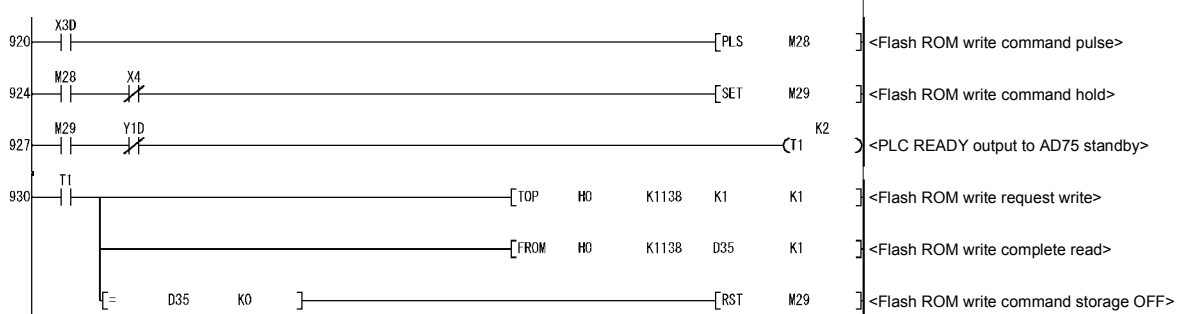 X3D
920 [PLS M28 ] <Flash ROM write command pulse>
M28 X4
924 [SET M29 ] <Flash ROM write command hold>
M29 Y1D K2
927 (T1 ) <PLC READY output to AD75 standby>
T1
930 [TOP H0 K1138 K1 K1 ] <Flash ROM write request write>
[FROM H0 K1138 D35 K1 ] <Flash ROM write complete read>
[= D35 K0 ] [RST M29 ] <Flash ROM write command storage OFF>